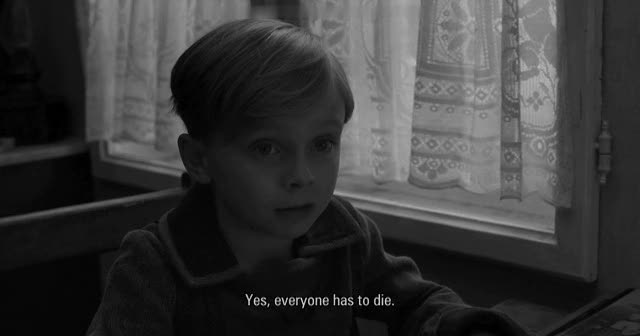 Yes, everyone has to die.